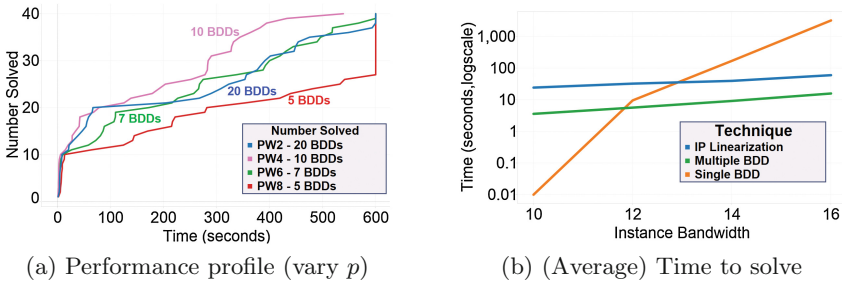 40
30
20
10
0
Number Solved
10 BDDs
20 BDDs
7 BDDs
5 BDDs
Number Solved
PW2 - 20 BDDs
PW4 - 10 BDDs
PW6 - 7 BDDs
PW8 - 5 BDDs
0 100 200 300 400 500 600
Time (seconds)
(a) Performance profile (vary p)
1,000
100
10
1
0.1
0.01
Time (seconds,logscale)
Technique
IP Linearization
Multiple BDD
Single BDD
10 12 14 16
Instance Bandwidth
(b) (Average) Time to solve